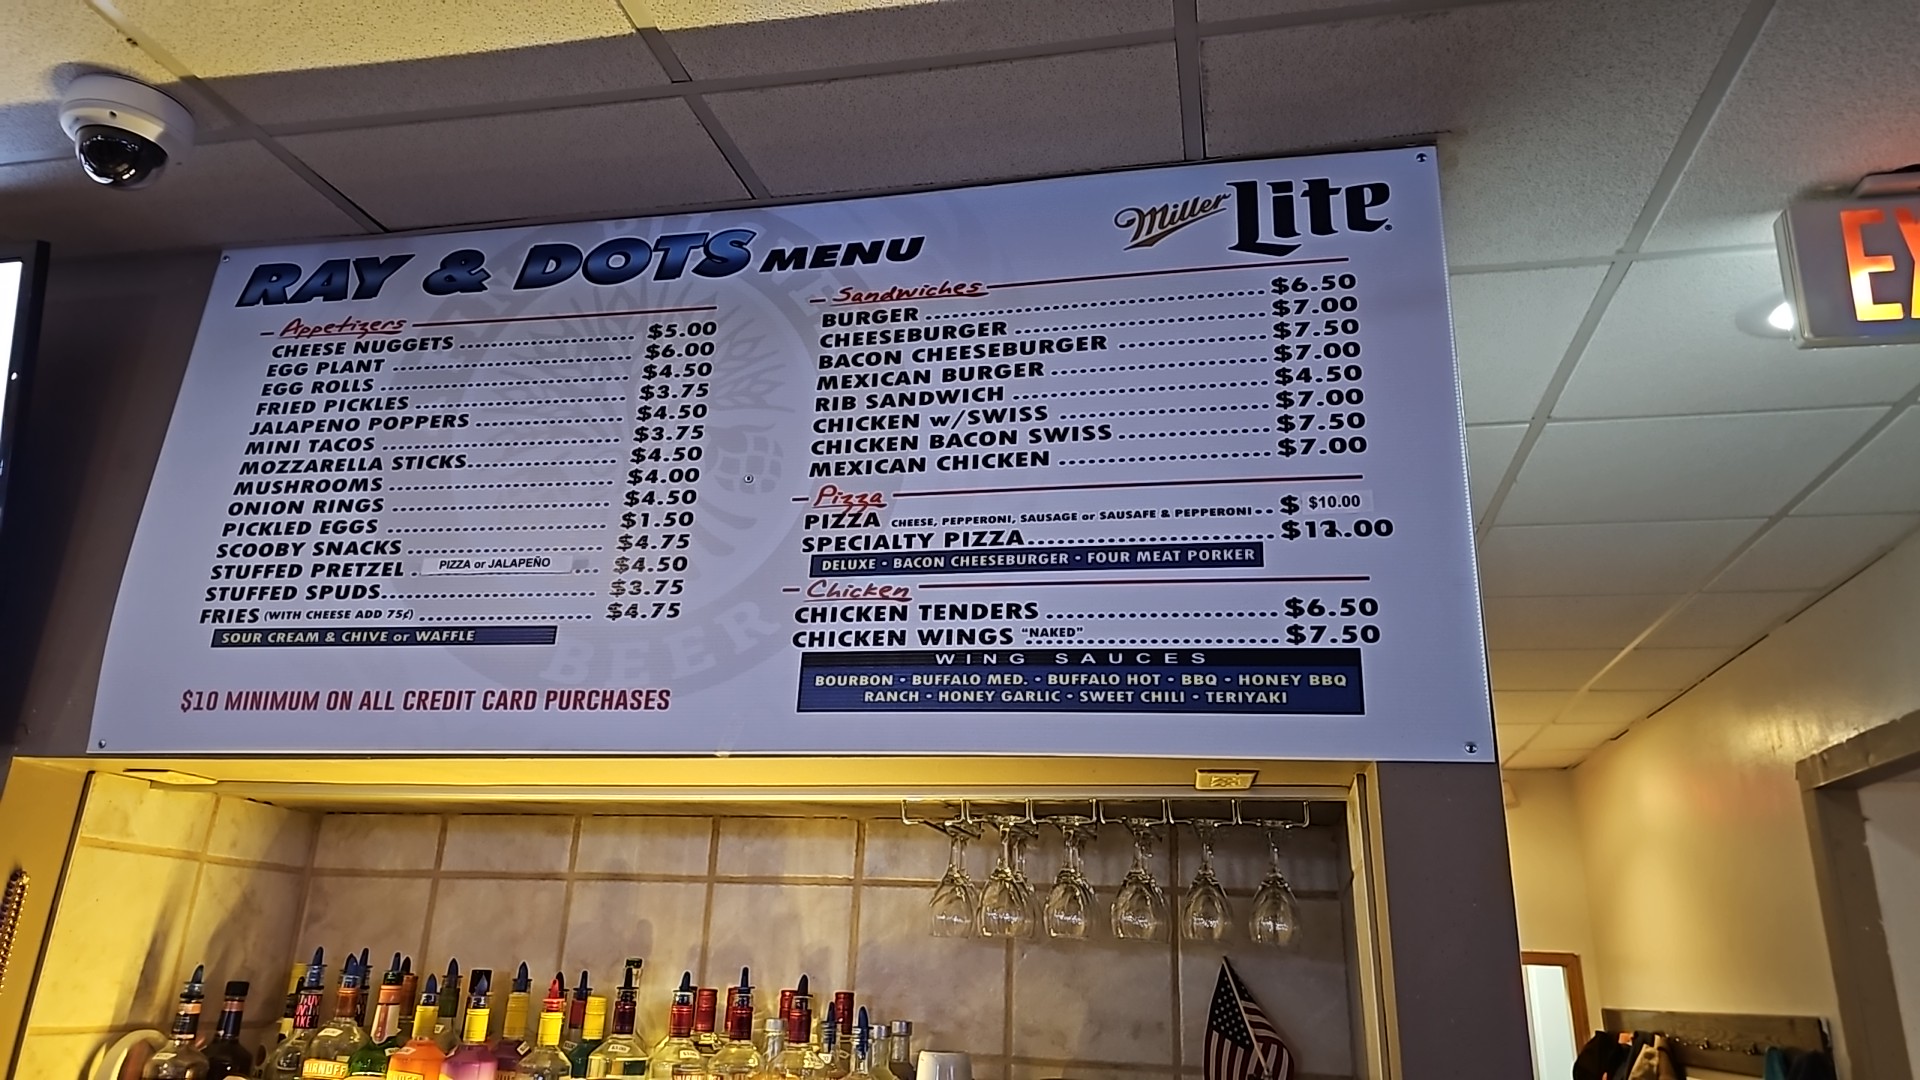 RAY & DOTS MENU
Miller Lite
Appetizers
CHEESE NUGGETS $5.00
EGG PLANT $6.00
EGG ROLLS $4.50
FRIED PICKLES $3.75
JALAPENO POPPERS $4.50
MINI TACOS $3.75
MOZZARELLA STICKS $4.50
MUSHROOMS $4.00
ONION RINGS $4.50
PICKLED EGGS $1.50
SCOOBY SNACKS $4.75
STUFFED PRETZEL PIZZA or JALAPEÑO $4.50
STUFFED SPUDS $3.75
FRIES (WITH CHEESE ADD 75¢) $4.75
SOUR CREAM & CHIVE or WAFFLE
$10 MINIMUM ON ALL CREDIT CARD PURCHASES
Sandwiches
BURGER $6.50
CHEESEBURGER $7.00
BACON CHEESEBURGER $7.50
MEXICAN BURGER $7.00
RIB SANDWICH $4.50
CHICKEN w/SWISS $7.00
CHICKEN BACON SWISS $7.50
MEXICAN CHICKEN $7.00
Pizza
PIZZA CHEESE, PEPPERONI, SAUSAGE or SAUSAFE & PEPPERONI $ $10.00
SPECIALTY PIZZA
DELUXE • BACON CHEESEBURGER • FOUR MEAT PORKER
Chicken
CHICKEN TENDERS $6.50
CHICKEN WINGS "NAKED" $7.50
WING SAUCES
BOURBON • BUFFALO MED. • BUFFALO HOT • BBQ • HONEY BBQ
RANCH • HONEY GARLIC • SWEET CHILI • TERIYAKI
BEER